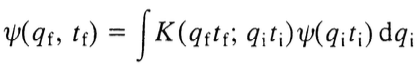 ψ(q_f, t_f) = ∫ K(q_f t_f; q_i t_i)ψ(q_i t_i) dq_i